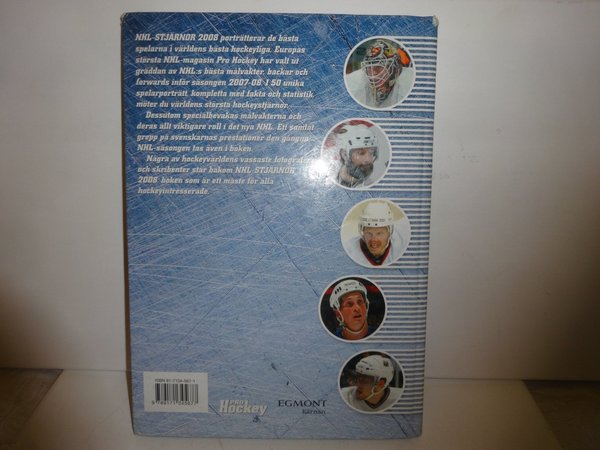 NHL-STJÄRNOR 2008 porträtterar de bästa
spelarna i världens bästa hockeyliga. Europas
största NHL-magasin Pro Hockey har valt ut
gräddan av NHL:s bästa målvakter, backar och
forwards inför säsongen 2007-08. I 50 unika
spelarporträtt, kompletta med fakta och statistik
möter du världens största hockeystjärnor.
Dessutom specialbevakas målvakterna och
deras allt viktigare roll i det nya NHL. Ett samlat
grepp på svenskarnas prestationer den gångna
NHL-säsongen tas även i boken.
Några av hockeyvärldens vassaste fotografer
och skribenter står bakom NHL-STJÄRNOR
2008 boken som är ett måste för alla
hockeyintresserade.
PRO
Hockey
EGMONT
Kärnan